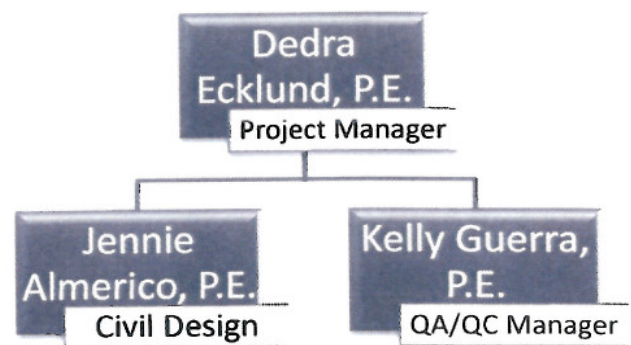 Dedra
Ecklund, P.E.
Project Manager
Jennie
Almerico, P.E.
Civil Design
Kelly Guerra,
P.E.
QA/QC Manager